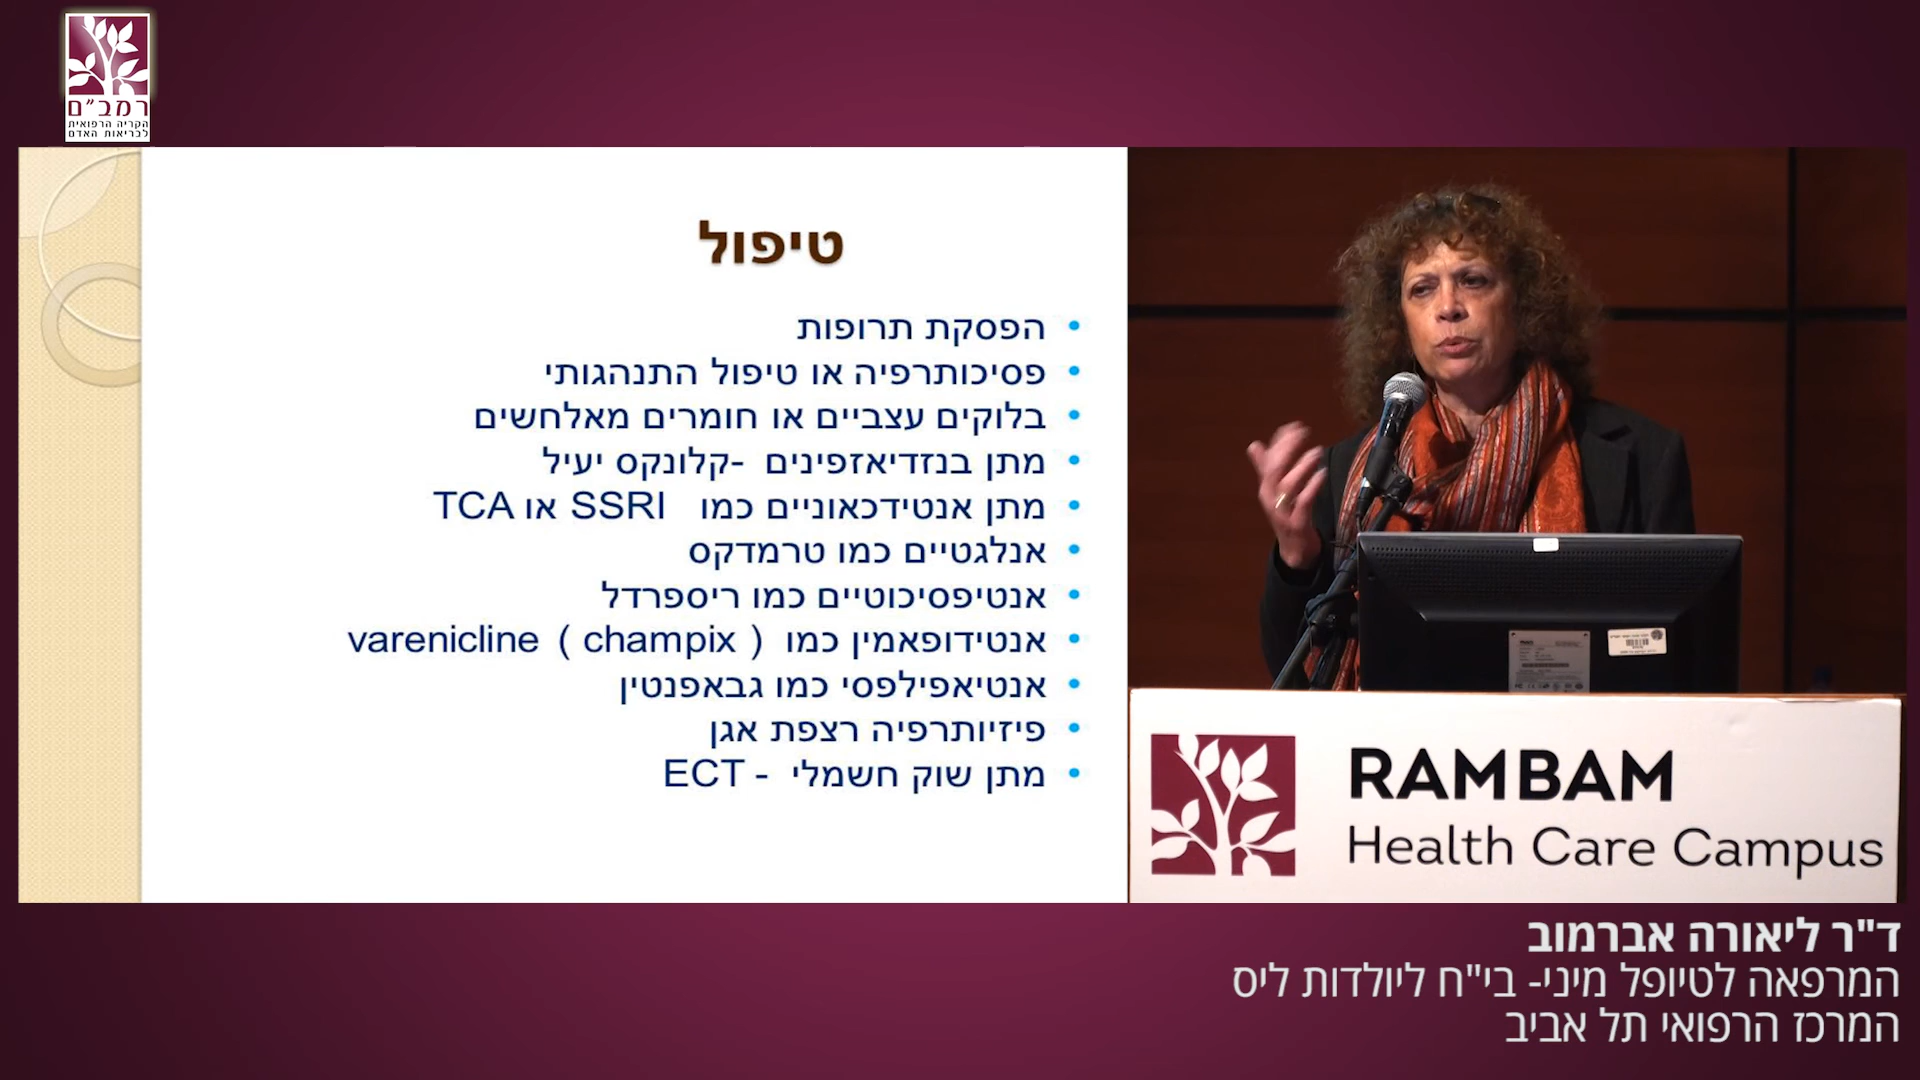 רמב"ם
הקריה הרפואית
לבריאות האדם
טיפול
• הפסקת תרופות
• פסיכותרפיה או טיפול התנהגותי
• בלוקים עצביים או חומרים מאלחשים
• מתן בנזדיאזפינים -קלונקס יעיל
• מתן אנטידכאוניים כמו SSRI או TCA
• אנלגטיים כמו טרמדקס
• אנטיפסיכוטיים כמו ריספרדל
• אנטידופאמין כמו varenicline ( champix )
• אנטיאפילפסי כמו גבאפנטין
• פיזיותרפיה רצפת אגן
• מתן שוק חשמלי - ECT
RAMBAM
Health Care Campus
ד"ר ליאורה אברמוב
המרפאה לטיופל מיני- בי"ח ליולדות ליס
המרכז הרפואי תל אביב